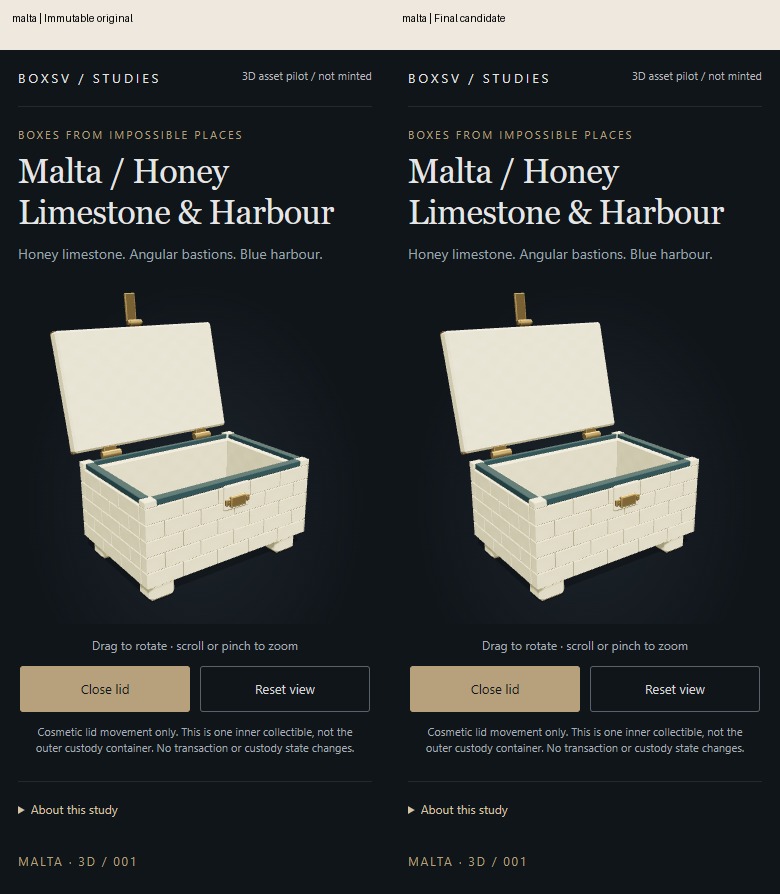 malta | Immutable original
BOXSV / STUDIES
3D asset pilot / not minted
BOXES FROM IMPOSSIBLE PLACES
Malta / Honey
Limestone & Harbour
Honey limestone. Angular bastions. Blue harbour.
Drag to rotate · scroll or pinch to zoom
Close lid
Reset view
Cosmetic lid movement only. This is one inner collectible, not the
outer custody container. No transaction or custody state changes.
About this study
MALTA · 3D / 001
malta | Final candidate
BOXSV / STUDIES
3D asset pilot / not minted
BOXES FROM IMPOSSIBLE PLACES
Malta / Honey
Limestone & Harbour
Honey limestone. Angular bastions. Blue harbour.
Drag to rotate · scroll or pinch to zoom
Close lid
Reset view
Cosmetic lid movement only. This is one inner collectible, not the
outer custody container. No transaction or custody state changes.
About this study
MALTA · 3D / 001